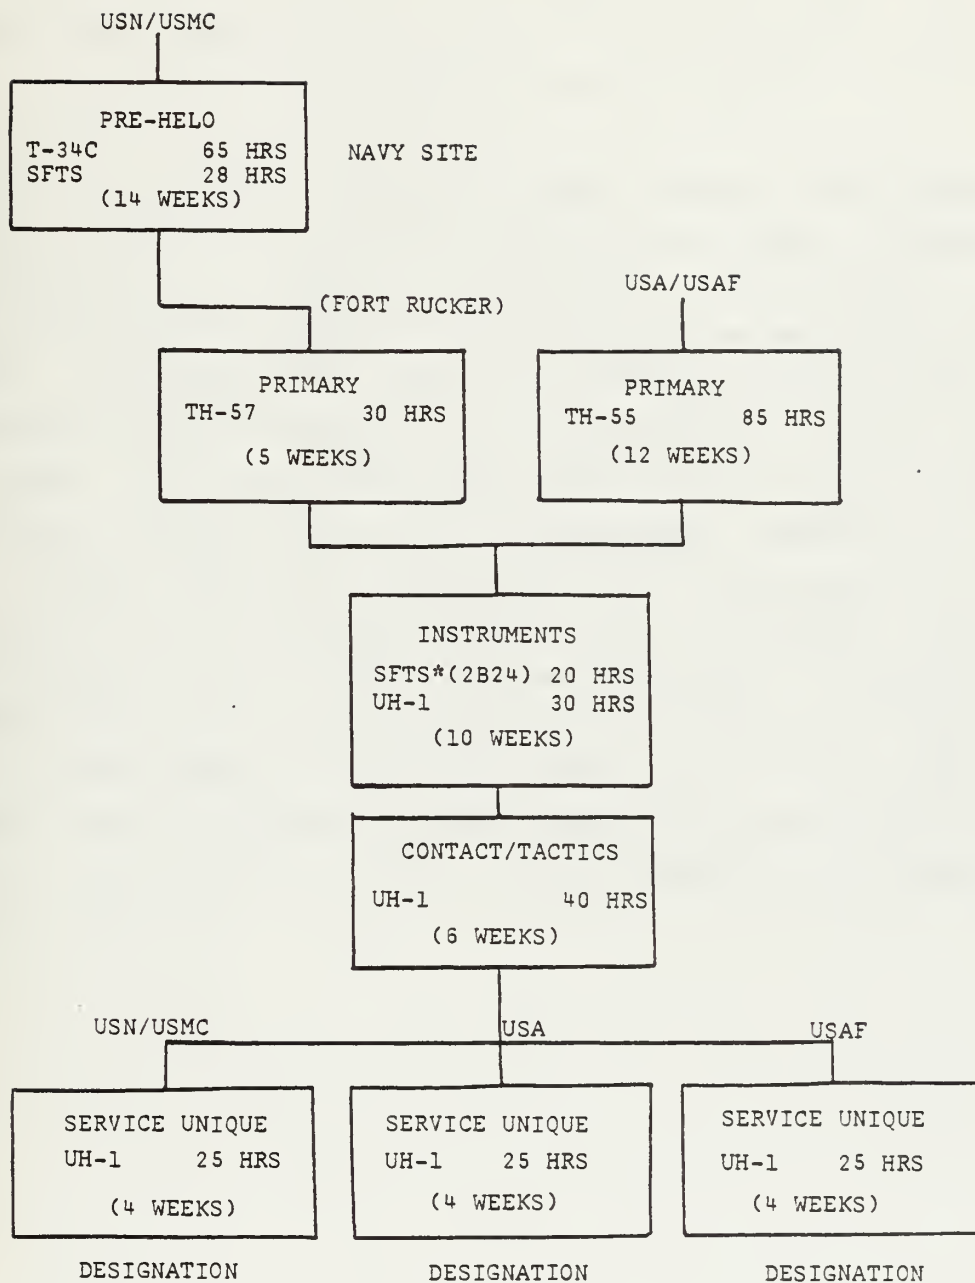 USN/USMC
PRE-HELO
T-34C 65 HRS
SFTS 28 HRS
(14 WEEKS)
NAVY SITE
(FORT RUCKER)
USA/USAF
PRIMARY
TH-57 30 HRS
(5 WEEKS)
PRIMARY
TH-55 85 HRS
(12 WEEKS)
INSTRUMENTS
SFTS*(2B24) 20 HRS
UH-1 30 HRS
(10 WEEKS)
CONTACT/TACTICS
UH-1 40 HRS
(6 WEEKS)
USN/USMC
USA
USAF
SERVICE UNIQUE
UH-1 25 HRS
(4 WEEKS)
SERVICE UNIQUE
UH-1 25 HRS
(4 WEEKS)
SERVICE UNIQUE
UH-1 25 HRS
(4 WEEKS)
DESIGNATION
DESIGNATION
DESIGNATION